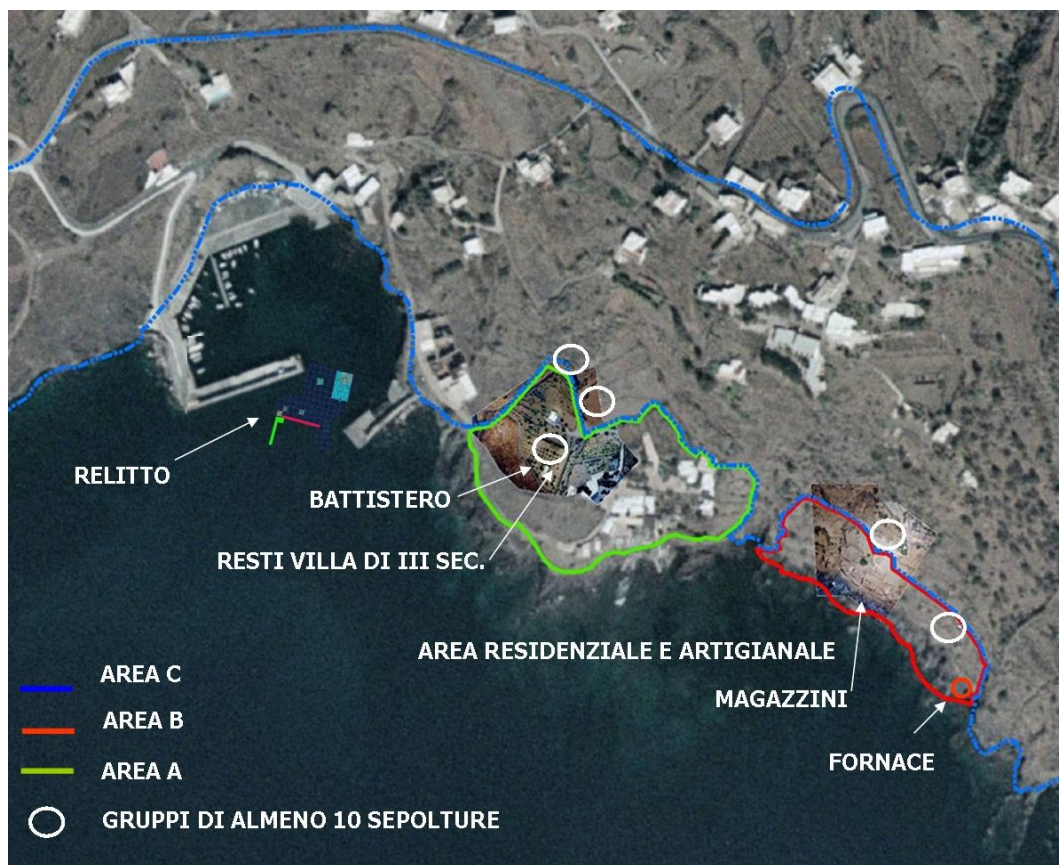 RELITTO
BATTISTERO
RESTI VILLA DI III SEC.
AREA RESIDENZIALE E ARTIGIANALE
MAGAZZINI
FORNACE
AREA C
AREA B
AREA A
GRUPPI DI ALMENO 10 SEPOLTURE